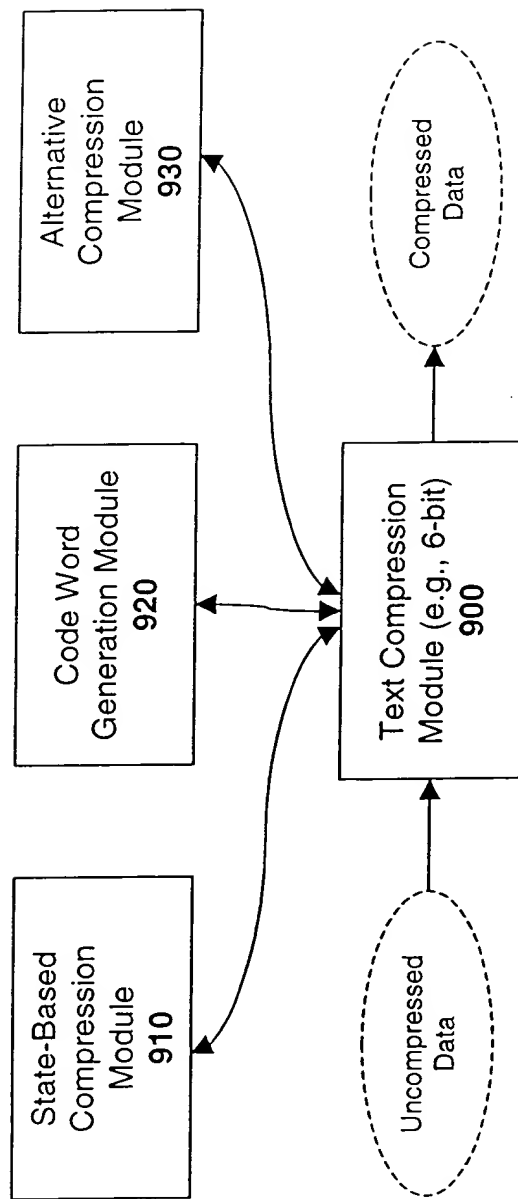 State-Based
Compression
Module
910
Code Word
Generation Module
920
Alternative
Compression
Module
930
Uncompressed
Data
Text Compression
Module (e.g., 6-bit)
900
Compressed
Data